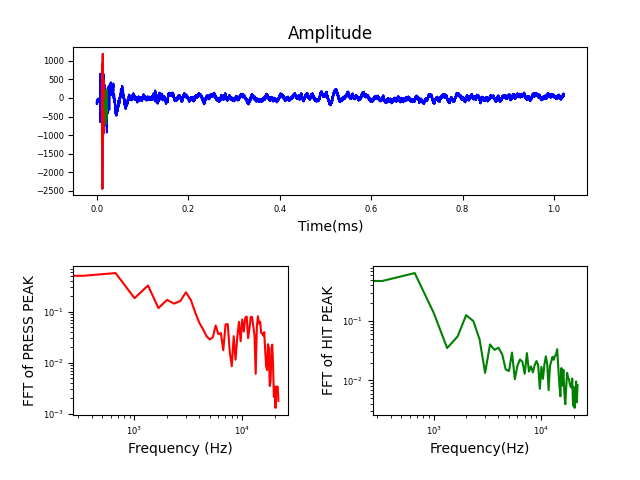 Amplitude
1000
500
0
−500
−1000
−1500
−2000
−2500
0.0 0.2 0.4 0.6 0.8 1.0
Time(ms)
FFT of PRESS PEAK
10⁻¹
10⁻²
10⁻³
10³ 10⁴
Frequency (Hz)
FFT of HIT PEAK
10⁻¹
10⁻²
10³ 10⁴
Frequency(Hz)